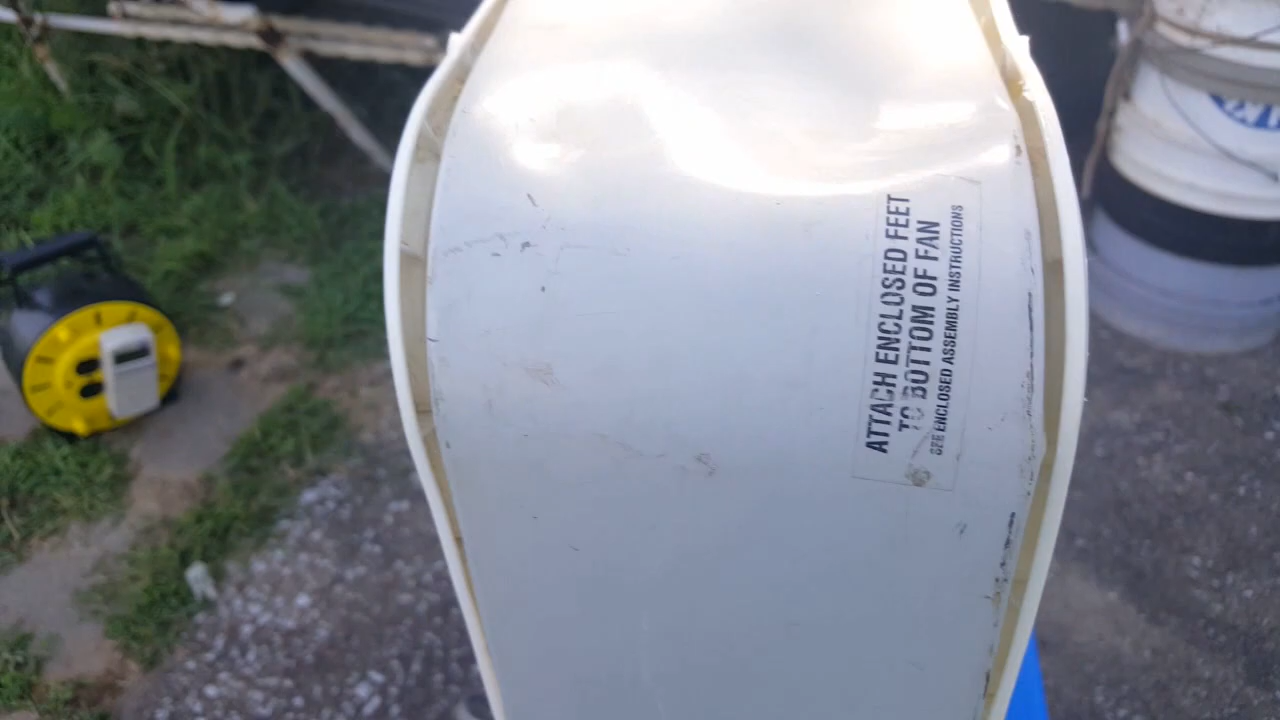 ATTACH ENCLOSED FEET
TO BOTTOM OF FAN
SEE ENCLOSED ASSEMBLY INSTRUCTIONS